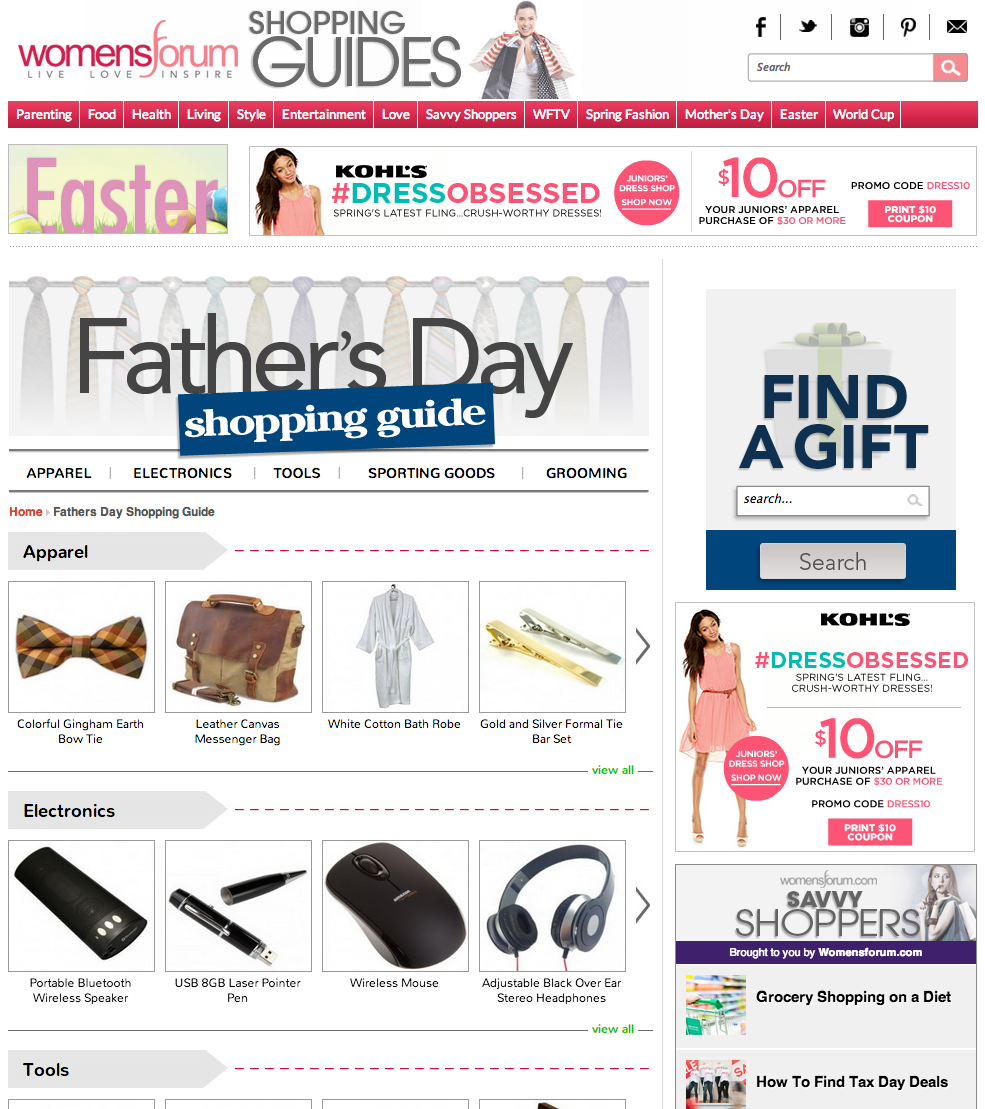 womensforum
LIVE LOVE INSPIRE
SHOPPING
GUIDES
Search
Parenting
Food
Health
Living
Style
Entertainment
Love
Savvy Shoppers
WFTV
Spring Fashion
Mother's Day
Easter
World Cup
Easter
KOHL'S
#DRESSOBSESSED
SPRING'S LATEST FLING...CRUSH-WORTHY DRESSES!
JUNIORS'
DRESS SHOP
SHOP NOW
$10 OFF
YOUR JUNIORS' APPAREL
PURCHASE OF $30 OR MORE
PROMO CODE DRESS10
PRINT $10
COUPON
Father's Day
shopping guide
APPAREL | ELECTRONICS | TOOLS | SPORTING GOODS | GROOMING
Home Fathers Day Shopping Guide
Apparel
Colorful Gingham Earth
Bow Tie
Leather Canvas
Messenger Bag
White Cotton Bath Robe
Gold and Silver Formal Tie
Bar Set
view all
Electronics
Portable Bluetooth
Wireless Speaker
USB 8GB Laser Pointer
Pen
amazon
Wireless Mouse
Adjustable Black Over Ear
Stereo Headphones
view all
Tools
FIND
A GIFT
search...
Search
KOHL'S
#DRESSOBSESSED
SPRING'S LATEST FLING...
CRUSH-WORTHY DRESSES!
$10 OFF
JUNIORS'
DRESS SHOP
SHOP NOW
YOUR JUNIORS' APPAREL
PURCHASE OF $30 OR MORE
PROMO CODE DRESS10
PRINT $10
COUPON
womensforum.com
SAVVY
SHOPPERS
Brought to you by Womensforum.com
Grocery Shopping on a Diet
How To Find Tax Day Deals